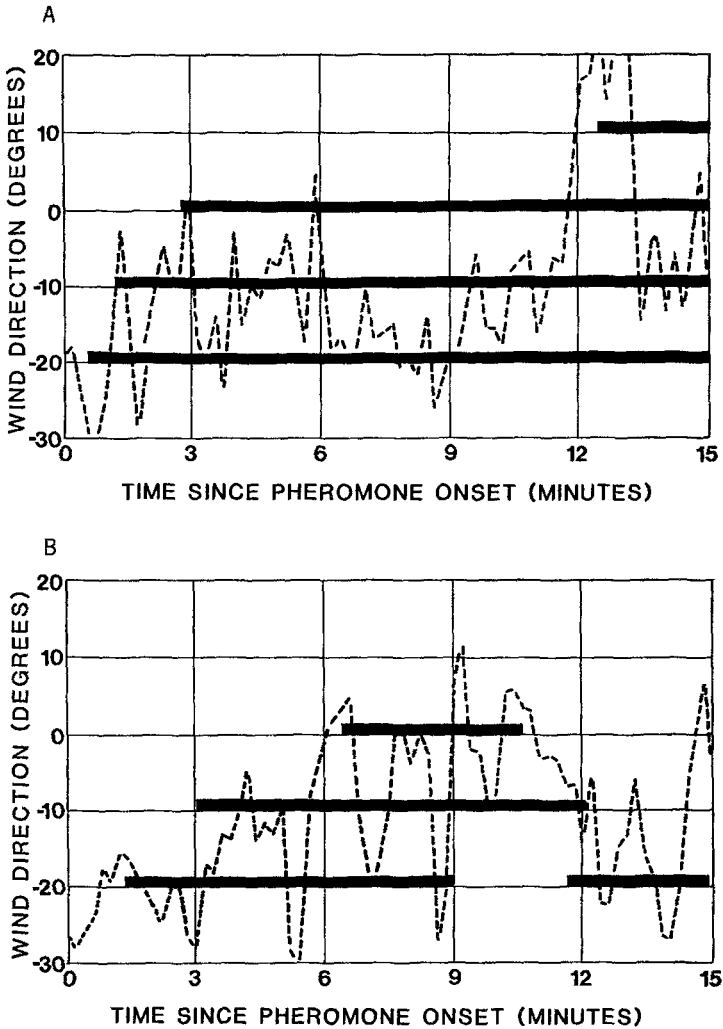 A
WIND DIRECTION (DEGREES)
20
10
0
-10
-20
-30
0 3 6 9 12 15
TIME SINCE PHEROMONE ONSET (MINUTES)
B
WIND DIRECTION (DEGREES)
20
10
0
-10
-20
-30
0 3 6 9 12 15
TIME SINCE PHEROMONE ONSET (MINUTES)